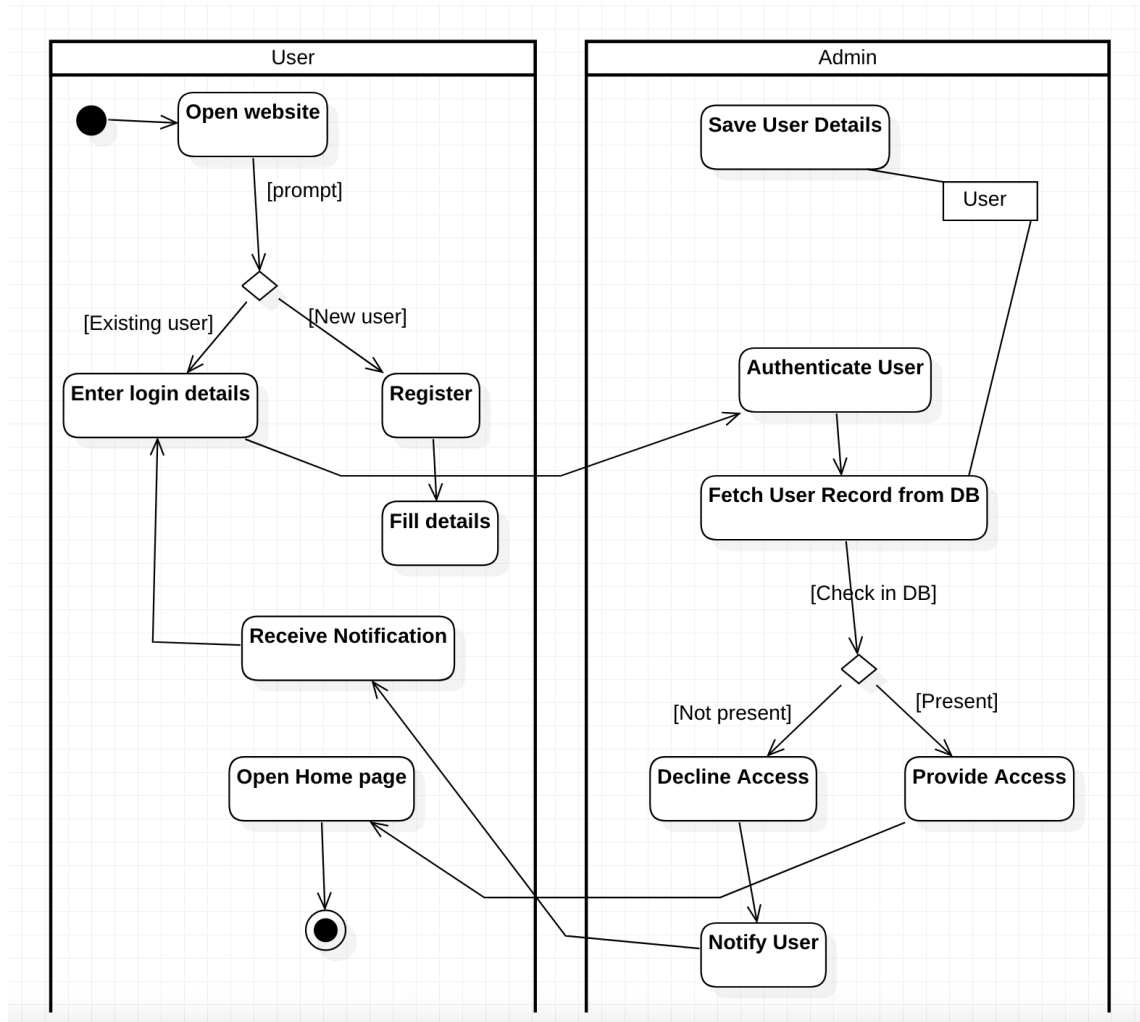 User
Admin
Open website
Save User Details
[prompt]
User
[Existing user]
[New user]
Enter login details
Register
Authenticate User
Fill details
Fetch User Record from DB
[Check in DB]
Receive Notification
[Not present]
[Present]
Open Home page
Decline Access
Provide Access
Notify User